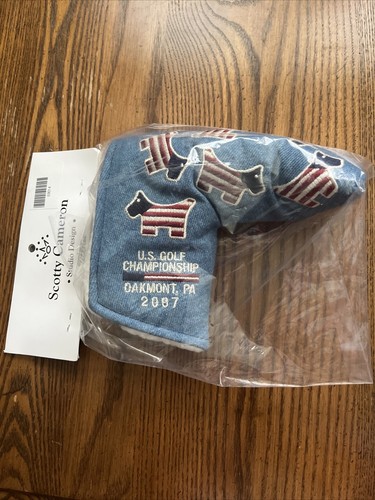 Scotty Cameron
Studio Design
U.S. GOLF
CHAMPIONSHIP
OAKMONT, PA
2007